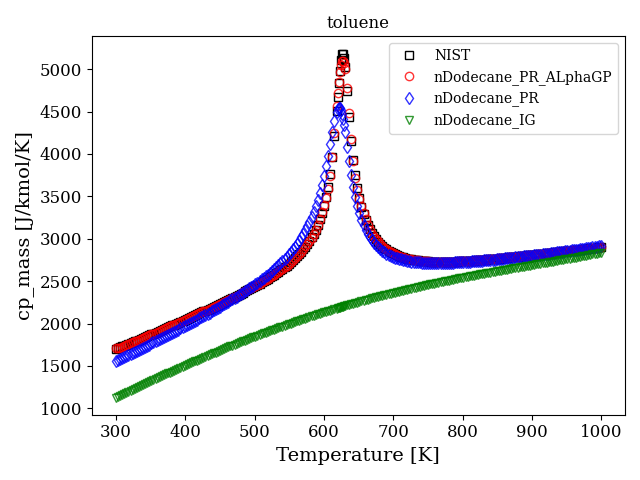 toluene
NIST
nDodecane_PR_ALphaGP
nDodecane_PR
nDodecane_IG
cp_mass [J/kmol/K]
5000
4500
4000
3500
3000
2500
2000
1500
1000
300 400 500 600 700 800 900 1000
Temperature [K]